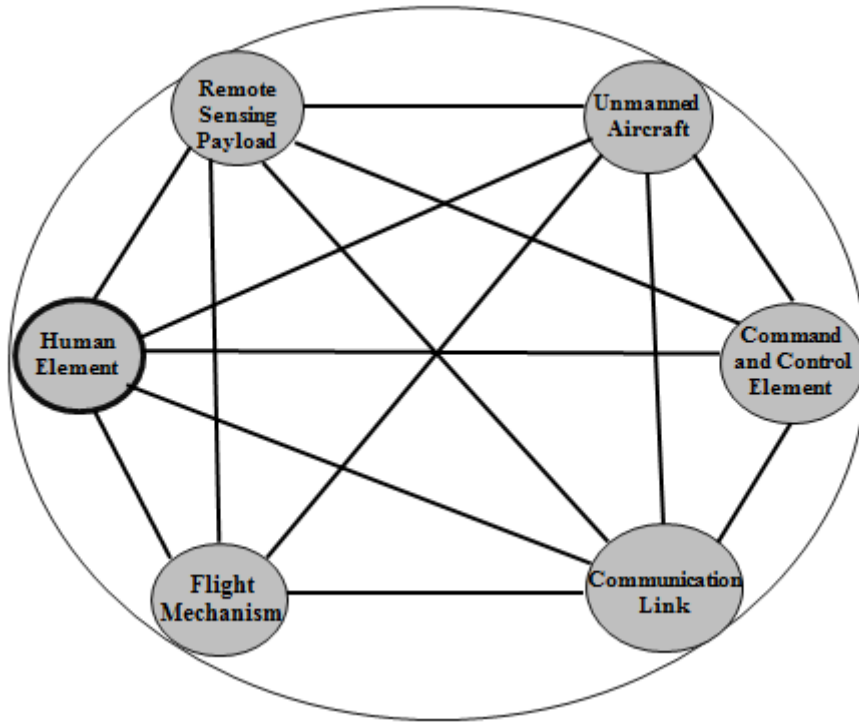 Remote
Sensing
Payload
Unmanned
Aircraft
Human
Element
Command
and Control
Element
Flight
Mechanism
Communication
Link